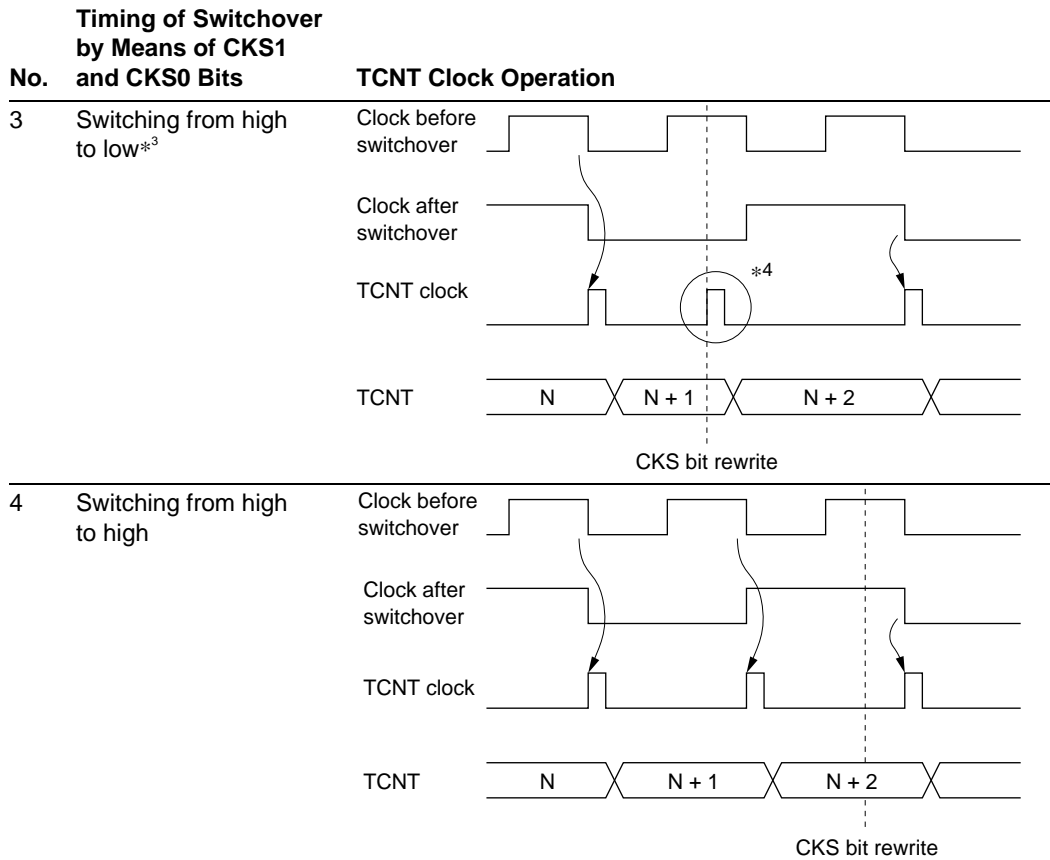 No.
Timing of Switchover
by Means of CKS1
and CKS0 Bits
TCNT Clock Operation
3
Switching from high
to low*3
Clock before
switchover
Clock after
switchover
TCNT clock
*4
TCNT
N
N + 1
N + 2
CKS bit rewrite
4
Switching from high
to high
Clock before
switchover
Clock after
switchover
TCNT clock
TCNT
N
N + 1
N + 2
CKS bit rewrite